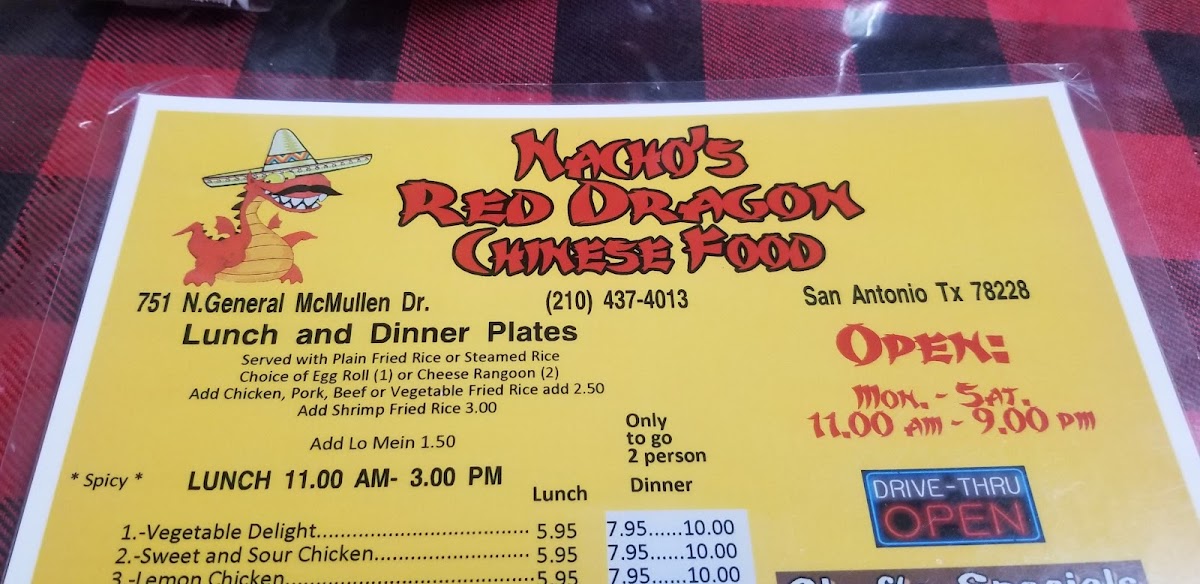 Nacho's
Red Dragon
Chinese Food
751 N.General McMullen Dr. (210) 437-4013 San Antonio Tx 78228
Lunch and Dinner Plates
Served with Plain Fried Rice or Steamed Rice
Choice of Egg Roll (1) or Cheese Rangoon (2)
Add Chicken, Pork, Beef or Vegetable Fried Rice add 2.50
Add Shrimp Fried Rice 3.00
Add Lo Mein 1.50
Open:
Mon. - Sat.
11.00 am - 9.00 pm
Only
to go
2 person
* Spicy * LUNCH 11.00 AM- 3.00 PM Lunch Dinner
1.-Vegetable Delight.................................... 5.95 7.95......10.00
2.-Sweet and Sour Chicken.......................... 5.95 7.95......10.00
3.-Lemon Chicken.........................................5.95 7.95......10.00
DRIVE-THRU
OPEN